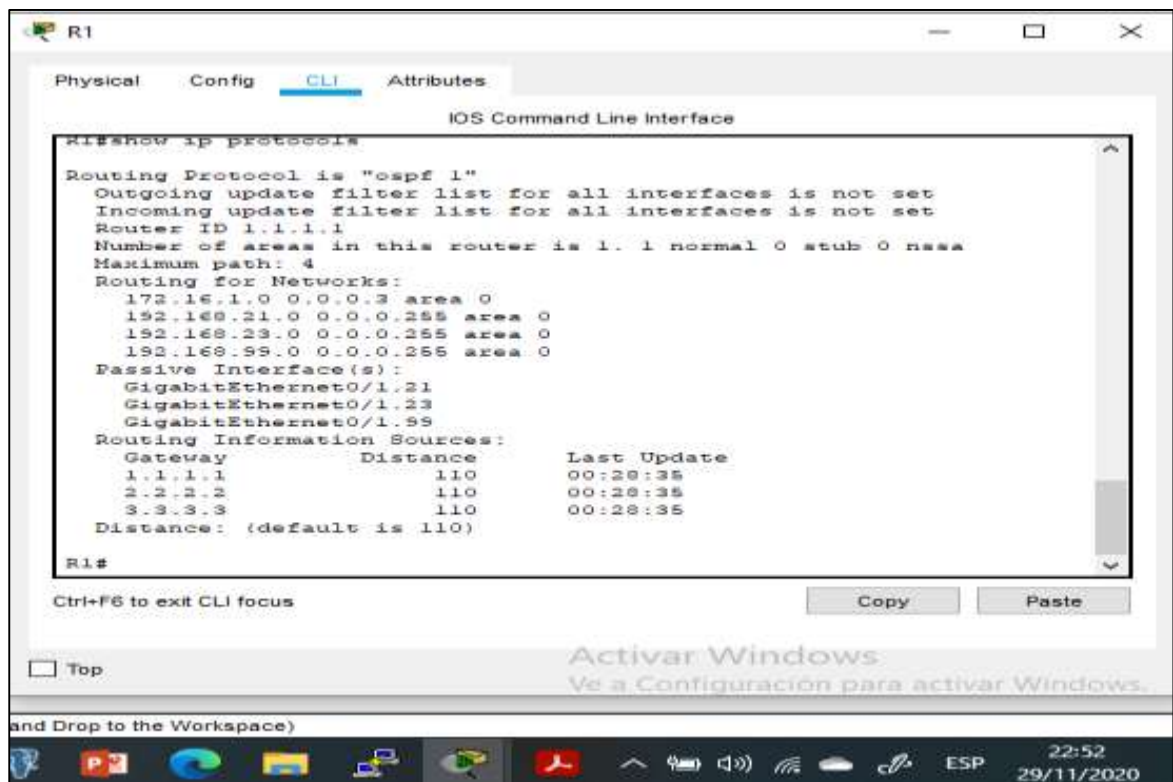 R1
Physical Config CLI Attributes
IOS Command Line Interface
R1#show ip protocols
Routing Protocol is "ospf 1"
Outgoing update filter list for all interfaces is not set
Incoming update filter list for all interfaces is not set
Router ID 1.1.1.1
Number of areas in this router is 1. 1 normal 0 stub 0 nssa
Maximum path: 4
Routing for Networks:
172.16.1.0 0.0.0.3 area 0
192.168.21.0 0.0.0.255 area 0
192.168.23.0 0.0.0.255 area 0
192.168.99.0 0.0.0.255 area 0
Passive Interface(s):
GigabitEthernet0/1.21
GigabitEthernet0/1.23
GigabitEthernet0/1.99
Routing Information Sources:
Gateway Distance Last Update
1.1.1.1 110 00:28:35
2.2.2.2 110 00:28:35
3.3.3.3 110 00:28:35
Distance: (default is 110)
R1#
Ctrl+F6 to exit CLI focus
Copy Paste
Top
Activar Windows
Ve a Configuración para activar Windows.
and Drop to the Workspace)
ESP
22:52
29/11/2020